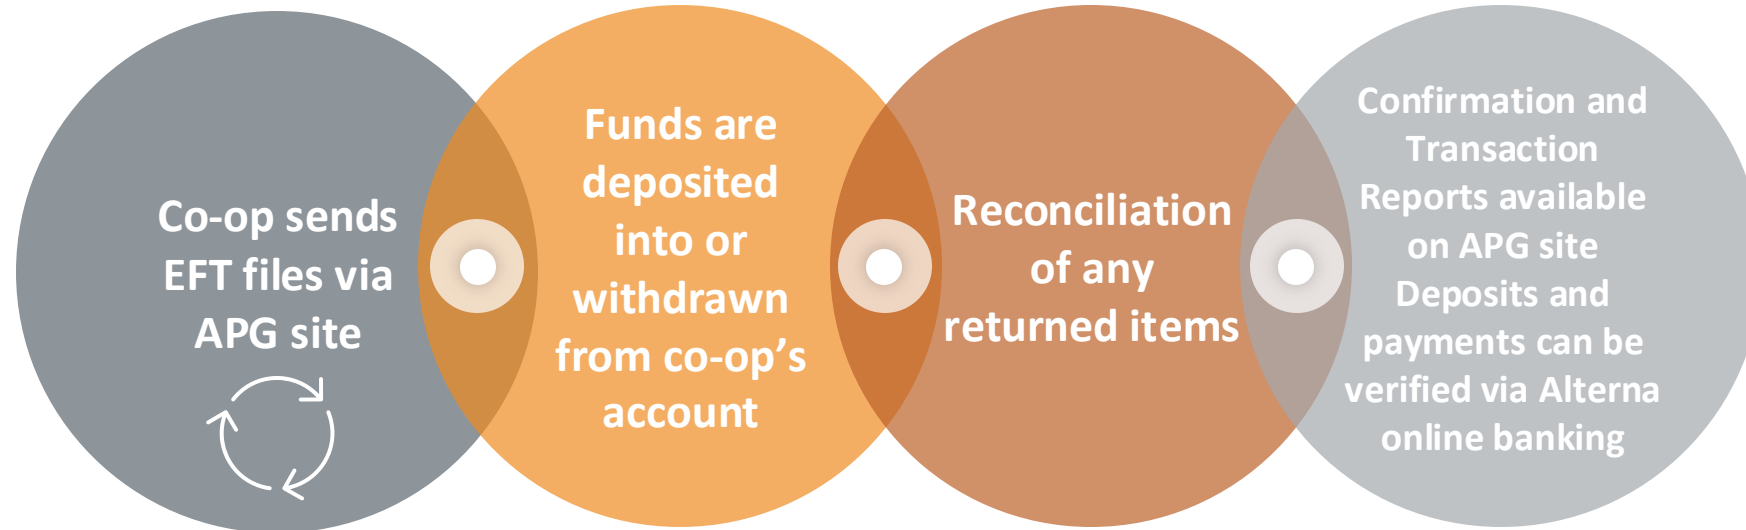 Co-op sends
EFT files via
APG site
Funds are
deposited
into or
withdrawn
from co-op’s
account
Reconciliation
of any
returned items
Confirmation and
Transaction
Reports available
on APG site
Deposits and
payments can be
verified via Alterna
online banking